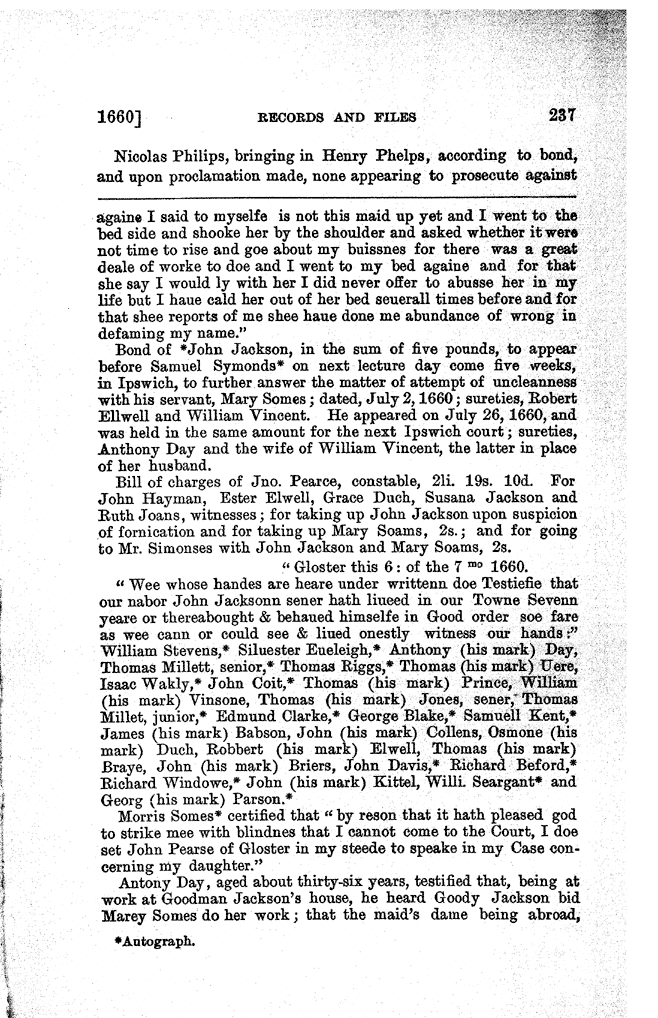 1660] RECORDS AND FILES 237
Nicolas Philips, bringing in Henry Phelps, according to bond,
and upon proclamation made, none appearing to prosecute against
againe I said to myselfe is not this maid up yet and I went to the
bed side and shooke her by the shoulder and asked whether it were
not time to rise and goe about my buissnes for there was a great
deale of worke to doe and I went to my bed againe and for that
she say I would ly with her I did never offer to abusse her in my
life but I haue cald her out of her bed seuerall times before and for
that shee reports of me shee haue done me abundance of wrong in
defaming my name."
Bond of *John Jackson, in the sum of five pounds, to appear
before Samuel Symonds* on next lecture day come five weeks,
in Ipswich, to further answer the matter of attempt of uncleanness
with his servant, Mary Somes; dated, July 2, 1660; sureties, Robert
Ellwell and William Vincent. He appeared on July 26, 1660, and
was held in the same amount for the next Ipswich court; sureties,
Anthony Day and the wife of William Vincent, the latter in place
of her husband.
Bill of charges of Jno. Pearce, constable, 2li. 19s. 10d. For
John Hayman, Ester Elwell, Grace Duch, Susana Jackson and
Ruth Joans, witnesses; for taking up John Jackson upon suspicion
of fornication and for taking up Mary Soams, 2s.; and for going
to Mr. Simonses with John Jackson and Mary Soams, 2s.
"Gloster this 6: of the 7 mo 1660.
"Wee whose handes are heare under writtenn doe Testiefie that
our nabor John Jacksonn sener hath liueed in our Towne Sevenn
yeare or thereabought & behaued himselfe in Good order soe fare
as wee cann or could see & liued onestly witness our hands:"
William Stevens,* Siluester Eueleigh,* Anthony (his mark) Day,
Thomas Millett, senior,* Thomas Riggs,* Thomas (his mark) Uere,
Isaac Wakly,* John Coit,* Thomas (his mark) Prince, William
(his mark) Vinsone, Thomas (his mark) Jones, sener, Thomas
Millet, junior,* Edmund Clarke,* George Blake,* Samuell Kent,*
James (his mark) Babson, John (his mark) Collens, Osmone (his
mark) Duch, Robbert (his mark) Elwell, Thomas (his mark)
Braye, John (his mark) Briers, John Davis,* Richard Beford,*
Richard Windowe,* John (his mark) Kittel, Willi. Seargant* and
Georg (his mark) Parson.*
Morris Somes* certified that "by reson that it hath pleased god
to strike mee with blindnes that I cannot come to the Court, I doe
set John Pearse of Gloster in my steede to speake in my Case con-
cerning my daughter."
Antony Day, aged about thirty-six years, testified that, being at
work at Goodman Jackson's house, he heard Goody Jackson bid
Marey Somes do her work; that the maid's dame being abroad,
*Autograph.